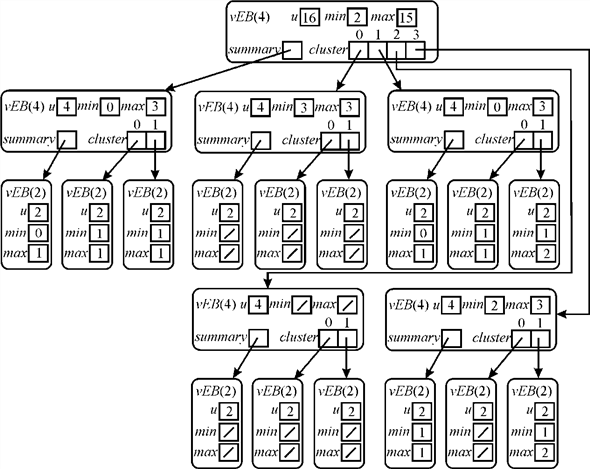 vEB(4) u 16 min 2 max 15
0 1 2 3
summary cluster
vEB(4) u 4 min 0 max 3
0 1
summary cluster
vEB(4) u 4 min 3 max 3
0 1
summary cluster
vEB(4) u 4 min 0 max 3
0 1
summary cluster
vEB(2)
u 2
min 0
max 1
vEB(2)
u 2
min 1
max 1
vEB(2)
u 2
min 1
max 1
vEB(2)
u 2
min /
max /
vEB(2)
u 2
min /
max /
vEB(2)
u 2
min /
max /
vEB(2)
u 2
min 0
max 1
vEB(2)
u 2
min 1
max 1
vEB(2)
u 2
min 1
max 2
vEB(4) u 4 min / max /
0 1
summary cluster
vEB(4) u 4 min 2 max 3
0 1
summary cluster
vEB(2)
u 2
min /
max /
vEB(2)
u 2
min /
max /
vEB(2)
u 2
min /
max /
vEB(2)
u 2
min 1
max 1
vEB(2)
u 2
min /
max /
vEB(2)
u 2
min 1
max 2